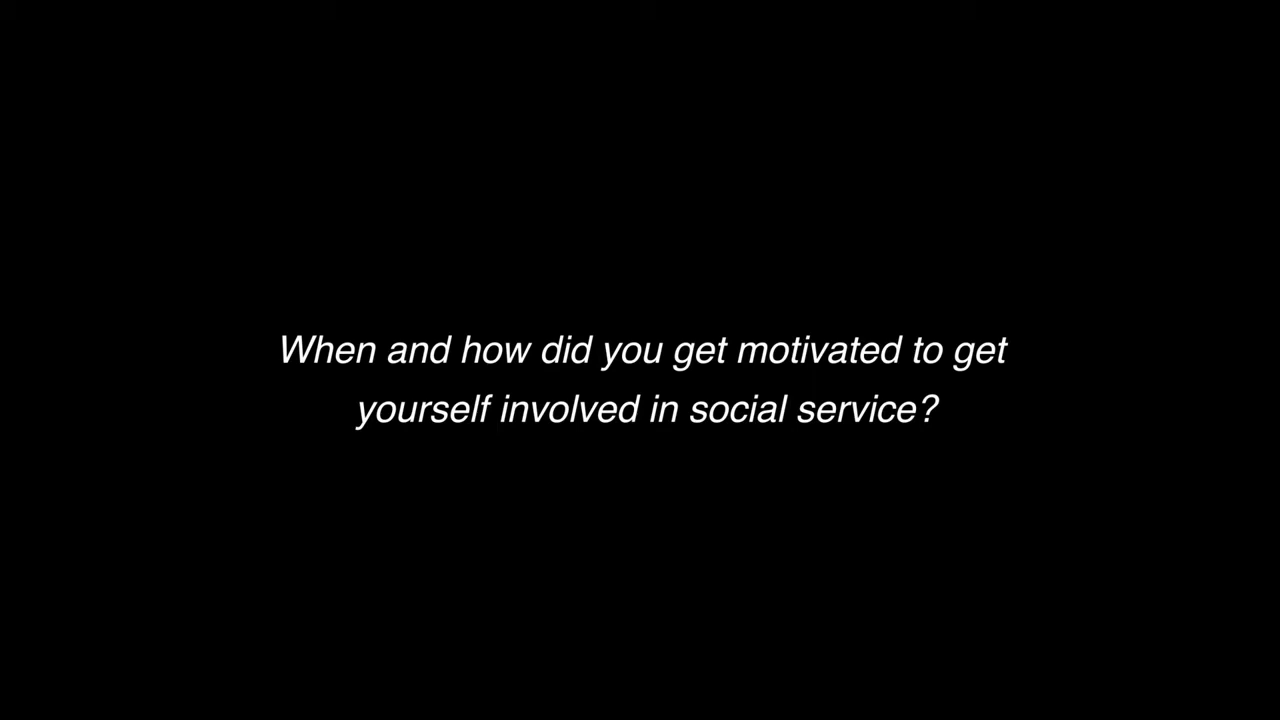 When and how did you get motivated to get
yourself involved in social service?